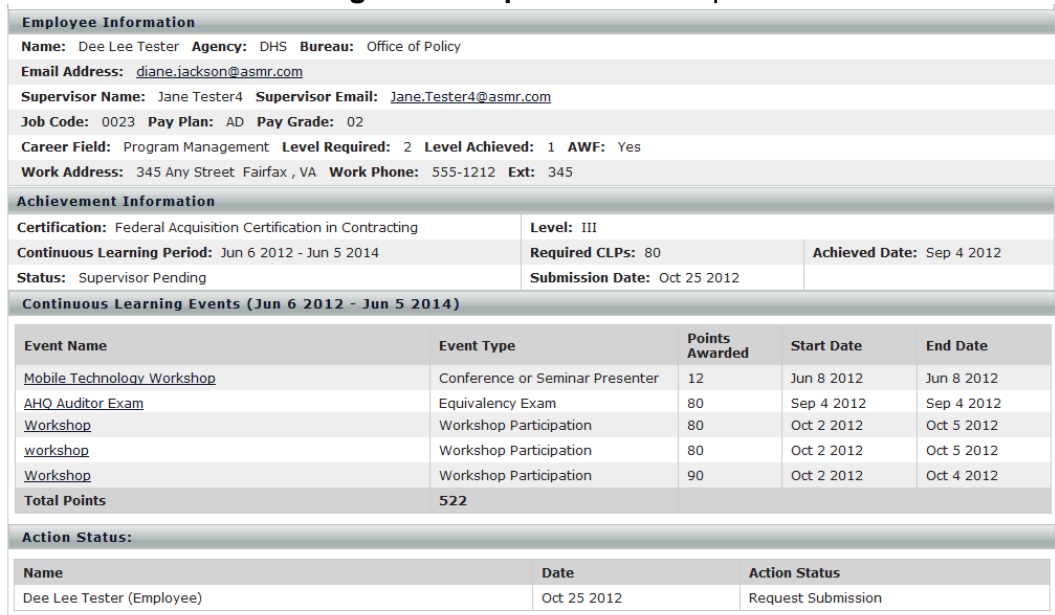 Employee Information
Name: Dee Lee Tester Agency: DHS Bureau: Office of Policy
Email Address: diane.jackson@asmr.com
Supervisor Name: Jane Tester4 Supervisor Email: Jane.Tester4@asmr.com
Job Code: 0023 Pay Plan: AD Pay Grade: 02
Career Field: Program Management Level Required: 2 Level Achieved: 1 AWF: Yes
Work Address: 345 Any Street Fairfax , VA Work Phone: 555-1212 Ext: 345
Achievement Information
Certification: Federal Acquisition Certification in Contracting Level: III
Continuous Learning Period: Jun 6 2012 - Jun 5 2014 Required CLPs: 80 Achieved Date: Sep 4 2012
Status: Supervisor Pending Submission Date: Oct 25 2012
Continuous Learning Events (Jun 6 2012 - Jun 5 2014)
Event Name Event Type Points Awarded Start Date End Date
Mobile Technology Workshop Conference or Seminar Presenter 12 Jun 8 2012 Jun 8 2012
AHQ Auditor Exam Equivalency Exam 80 Sep 4 2012 Sep 4 2012
Workshop Workshop Participation 80 Oct 2 2012 Oct 5 2012
workshop Workshop Participation 80 Oct 2 2012 Oct 5 2012
Workshop Workshop Participation 90 Oct 2 2012 Oct 4 2012
Total Points 522
Action Status:
Name Date Action Status
Dee Lee Tester (Employee) Oct 25 2012 Request Submission